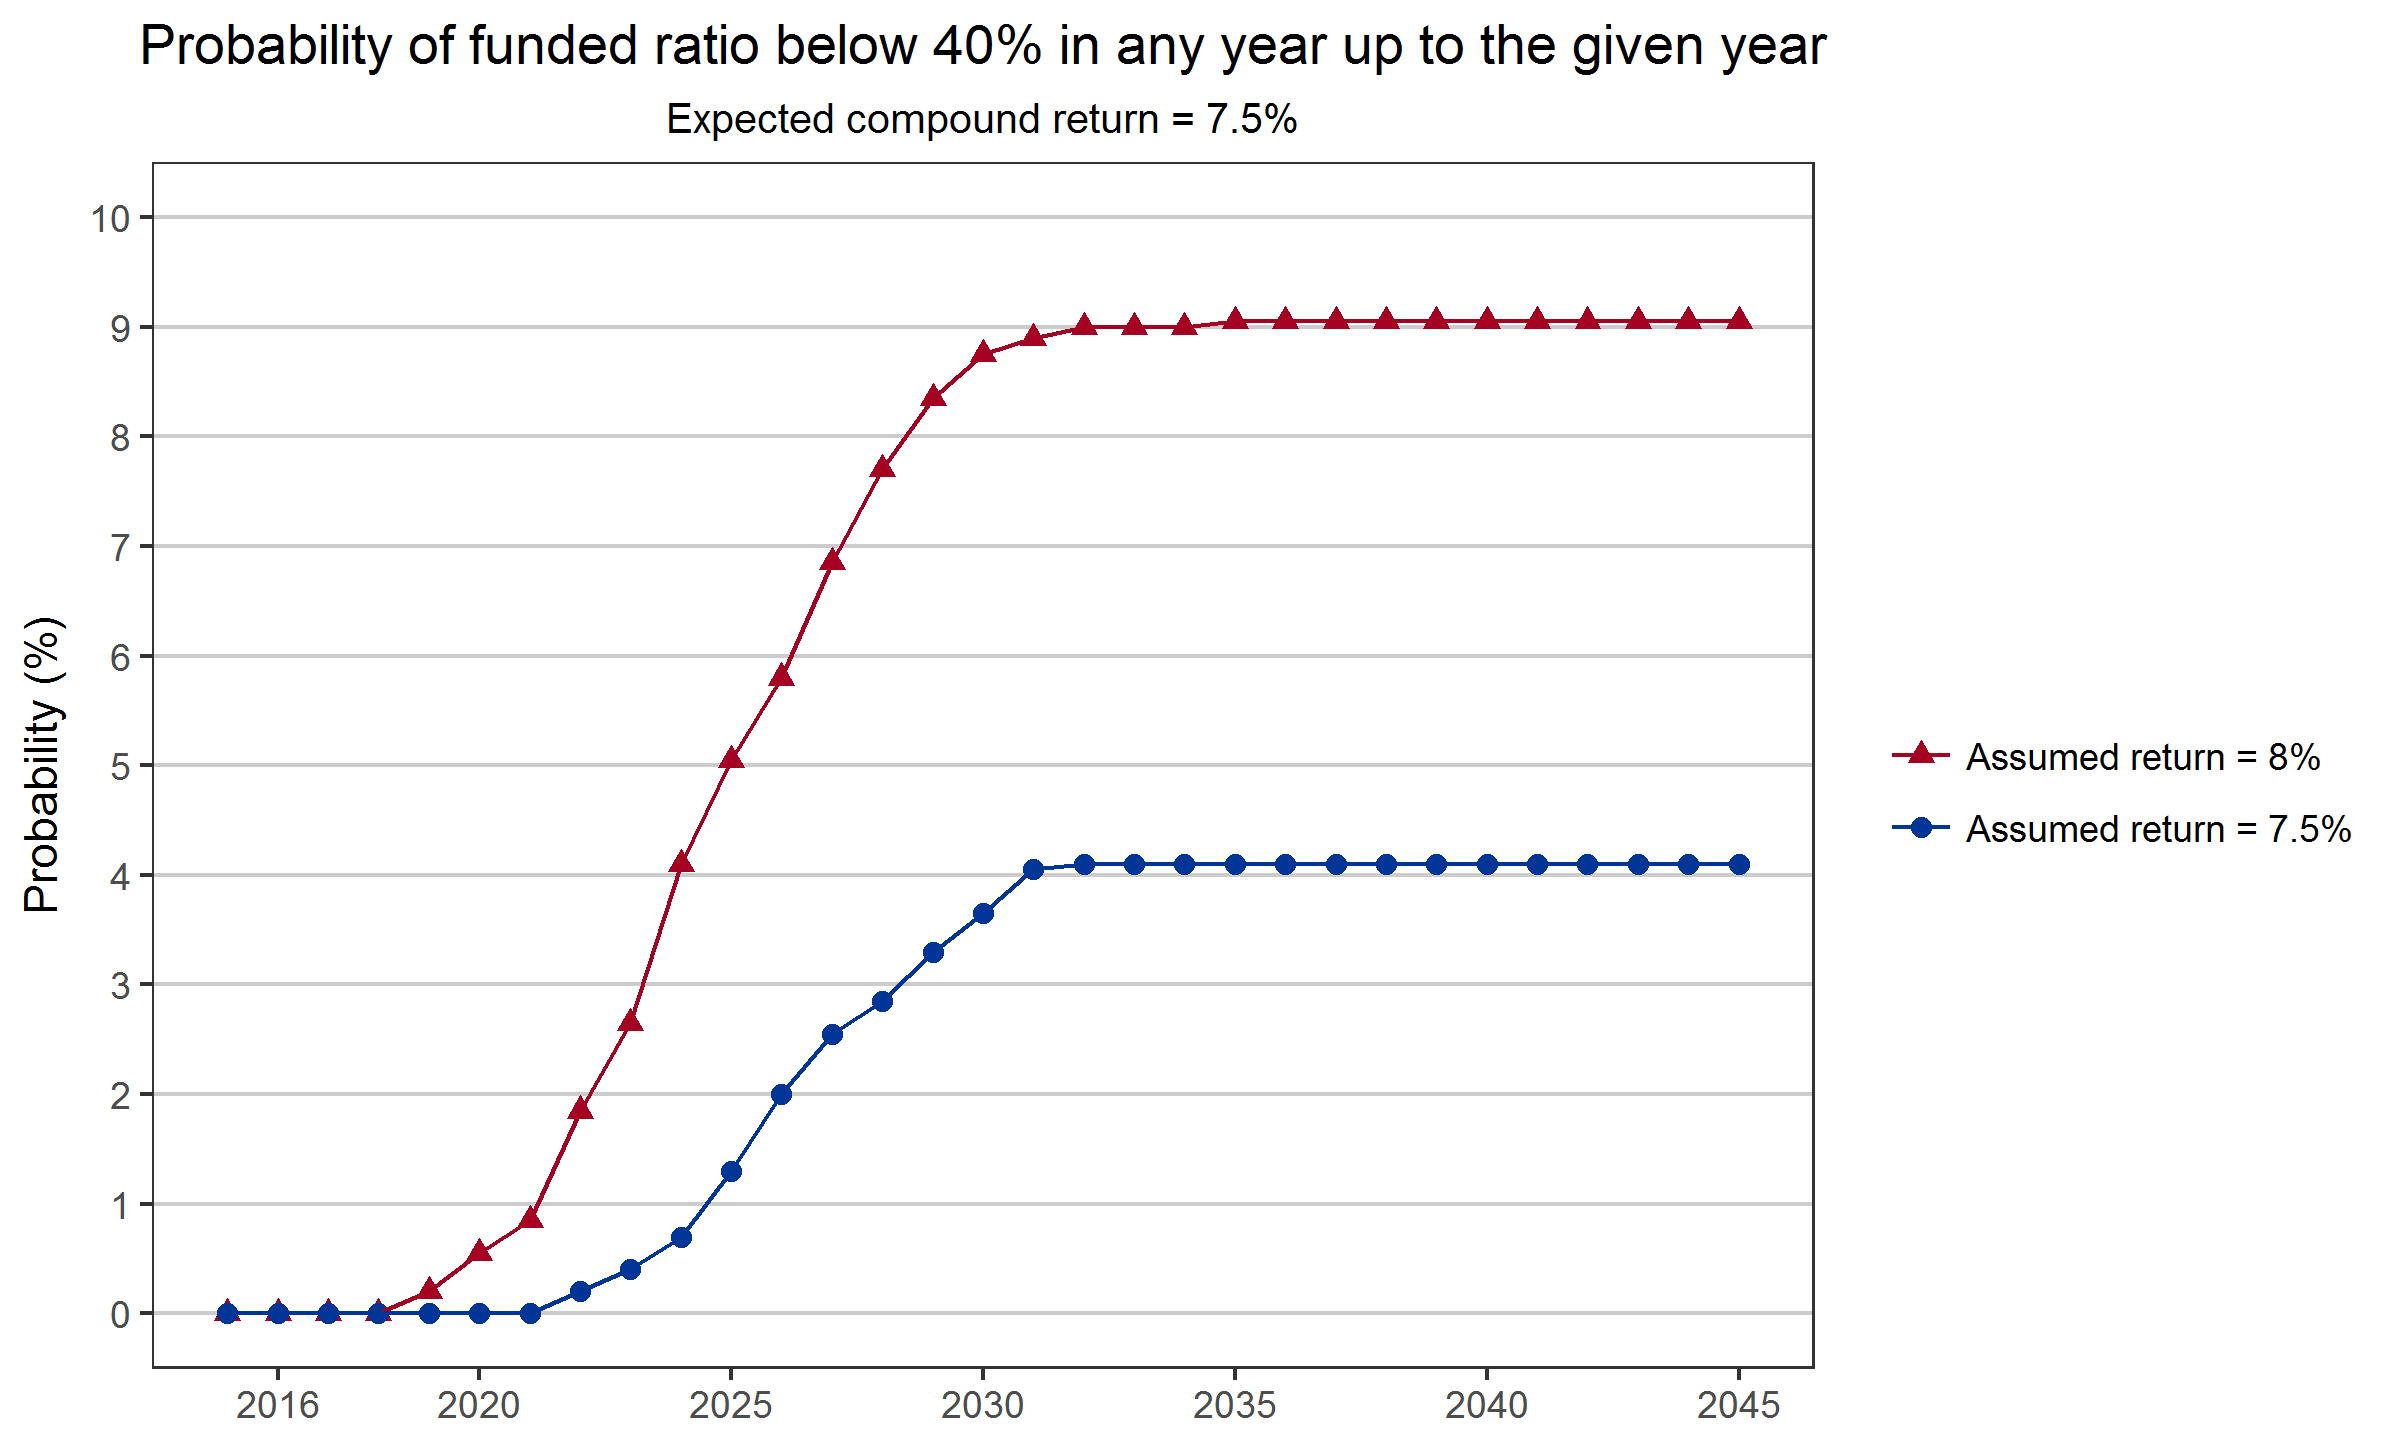 Probability of funded ratio below 40% in any year up to the given year
Expected compound return = 7.5%
Probability (%)
10
9
8
7
6
5
4
3
2
1
0
2016 2020 2025 2030 2035 2040 2045
Assumed return = 8%
Assumed return = 7.5%